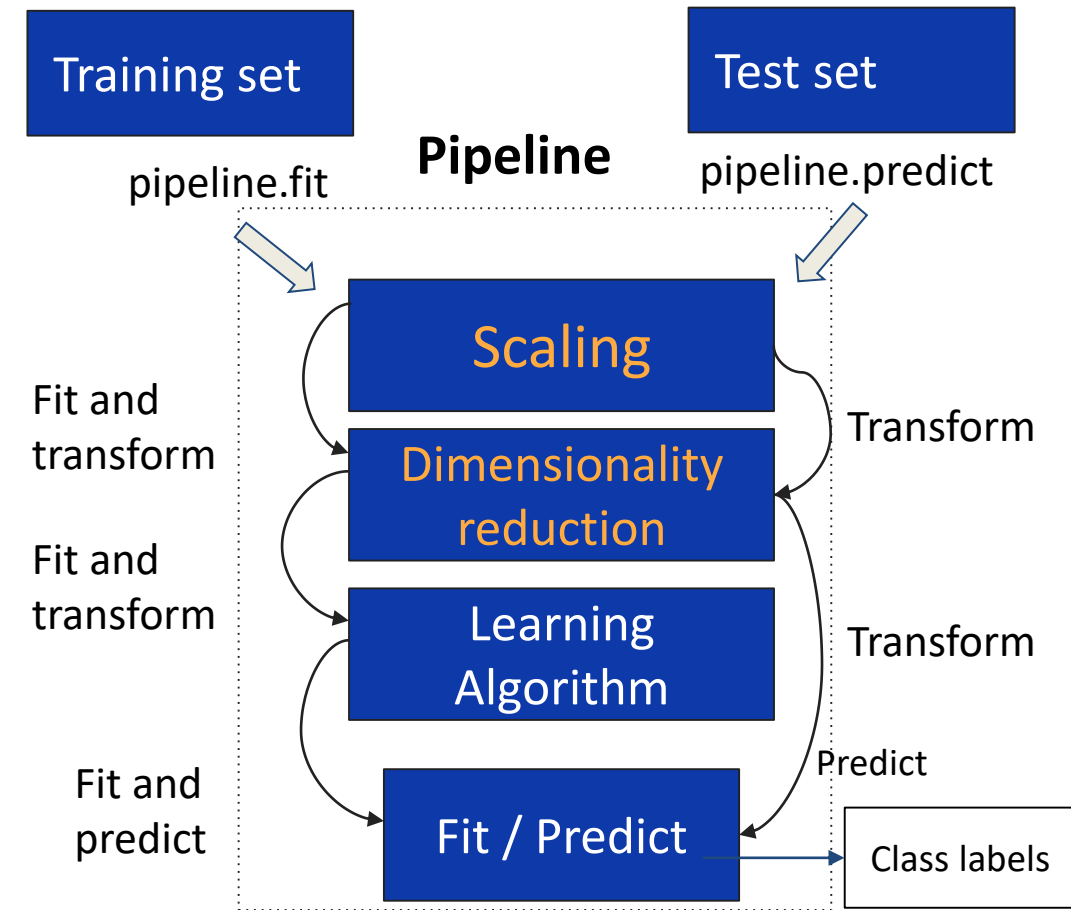 Training set
Test set
Pipeline
pipeline.fit
pipeline.predict
Scaling
Fit and
transform
Transform
Dimensionality
reduction
Fit and
transform
Learning
Algorithm
Transform
Predict
Fit and
predict
Fit / Predict
Class labels